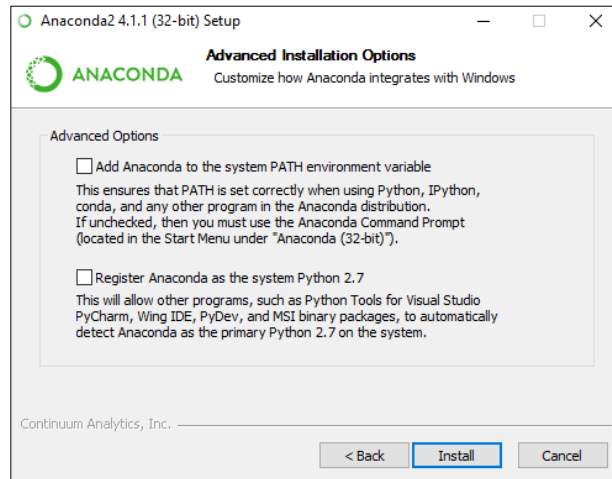 Anaconda2 4.1.1 (32-bit) Setup
Advanced Installation Options
ANACONDA
Customize how Anaconda integrates with Windows
Advanced Options
Add Anaconda to the system PATH environment variable
This ensures that PATH is set correctly when using Python, IPython,
conda, and any other program in the Anaconda distribution.
If unchecked, then you must use the Anaconda Command Prompt
(located in the Start Menu under "Anaconda (32-bit)").
Register Anaconda as the system Python 2.7
This will allow other programs, such as Python Tools for Visual Studio
PyCharm, Wing IDE, PyDev, and MSI binary packages, to automatically
detect Anaconda as the primary Python 2.7 on the system.
Continuum Analytics, Inc.
< Back Install Cancel